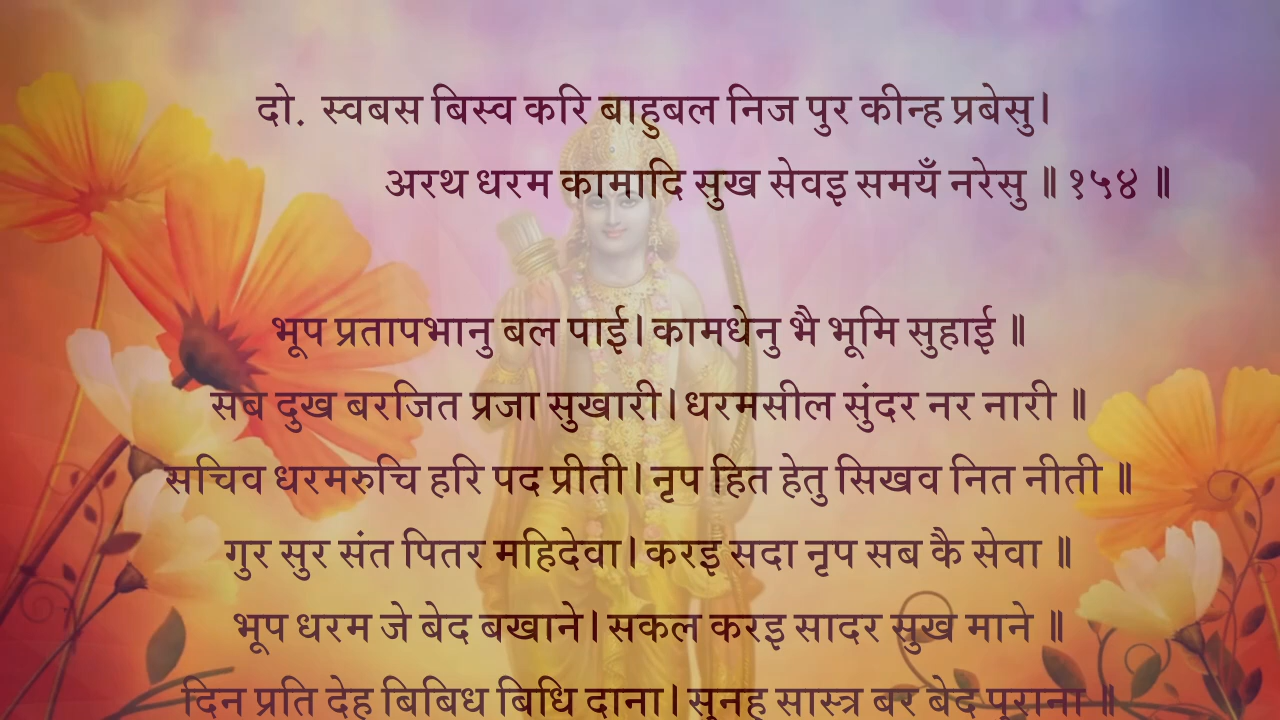 दो. स्वबस बिस्व करि बाहुबल निज पुर कीन्ह प्रबेसु।
अरथ धरम कामादि सुख सेवइ समयँ नरेसु ॥ १५४ ॥
भूप प्रतापभानु बल पाई। कामधेनु भै भूमि सुहाई ॥
सब दुख बरजित प्रजा सुखारी। धरमसील सुंदर नर नारी ॥
सचिव धरमरुचि हरि पद प्रीती। नृप हित हेतु सिखव नित नीती ॥
गुर सुर संत पितर महिदेवा। करइ सदा नृप सब कै सेवा ॥
भूप धरम जे बेद बखाने। सकल करइ सादर सुख माने ॥
दिन प्रति देह बिबिध बिधि दाना। सुनह सास्त्र बर बेद पुराना ॥